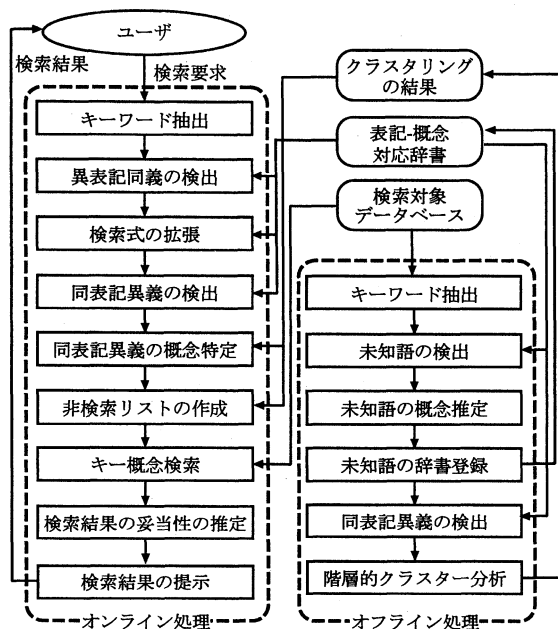 ユーザ
検索結果
検索要求
キーワード抽出
異表記同義の検出
検索式の拡張
同表記異義の検出
同表記異義の概念特定
非検索リストの作成
キー概念検索
検索結果の妥当性の推定
検索結果の提示
オンライン処理
クラスタリング
の結果
表記-概念
対応辞書
検索対象
データベース
キーワード抽出
未知語の検出
未知語の概念推定
未知語の辞書登録
同表記異義の検出
階層的クラスター分析
オフライン処理